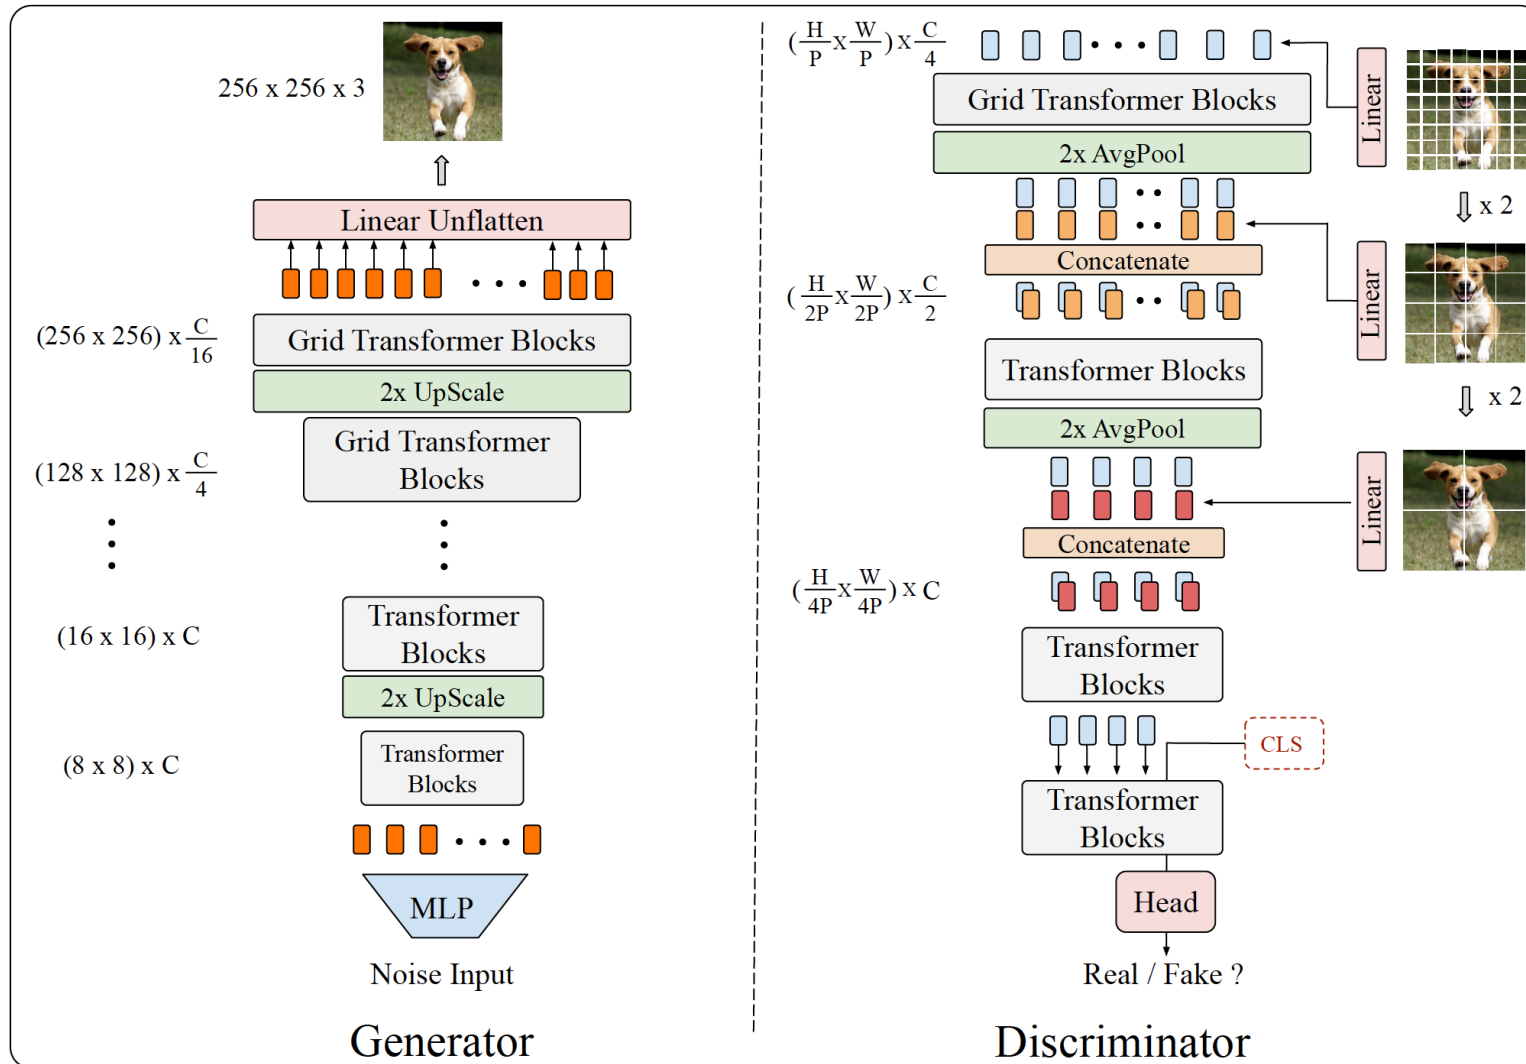 256 x 256 x 3
Linear Unflatten
(256 x 256) x C/16
Grid Transformer Blocks
2x UpScale
Grid Transformer
Blocks
(128 x 128) x C/4
Transformer
Blocks
(16 x 16) x C
2x UpScale
Transformer
Blocks
(8 x 8) x C
MLP
Noise Input
Generator
(H/P x W/P) x C/4
Linear
Grid Transformer Blocks
2x AvgPool
x 2
Concatenate
Linear
(H/2P x W/2P) x C/2
Transformer Blocks
x 2
2x AvgPool
Linear
Concatenate
(H/4P x W/4P) x C
Transformer
Blocks
CLS
Transformer
Blocks
Head
Real / Fake ?
Discriminator